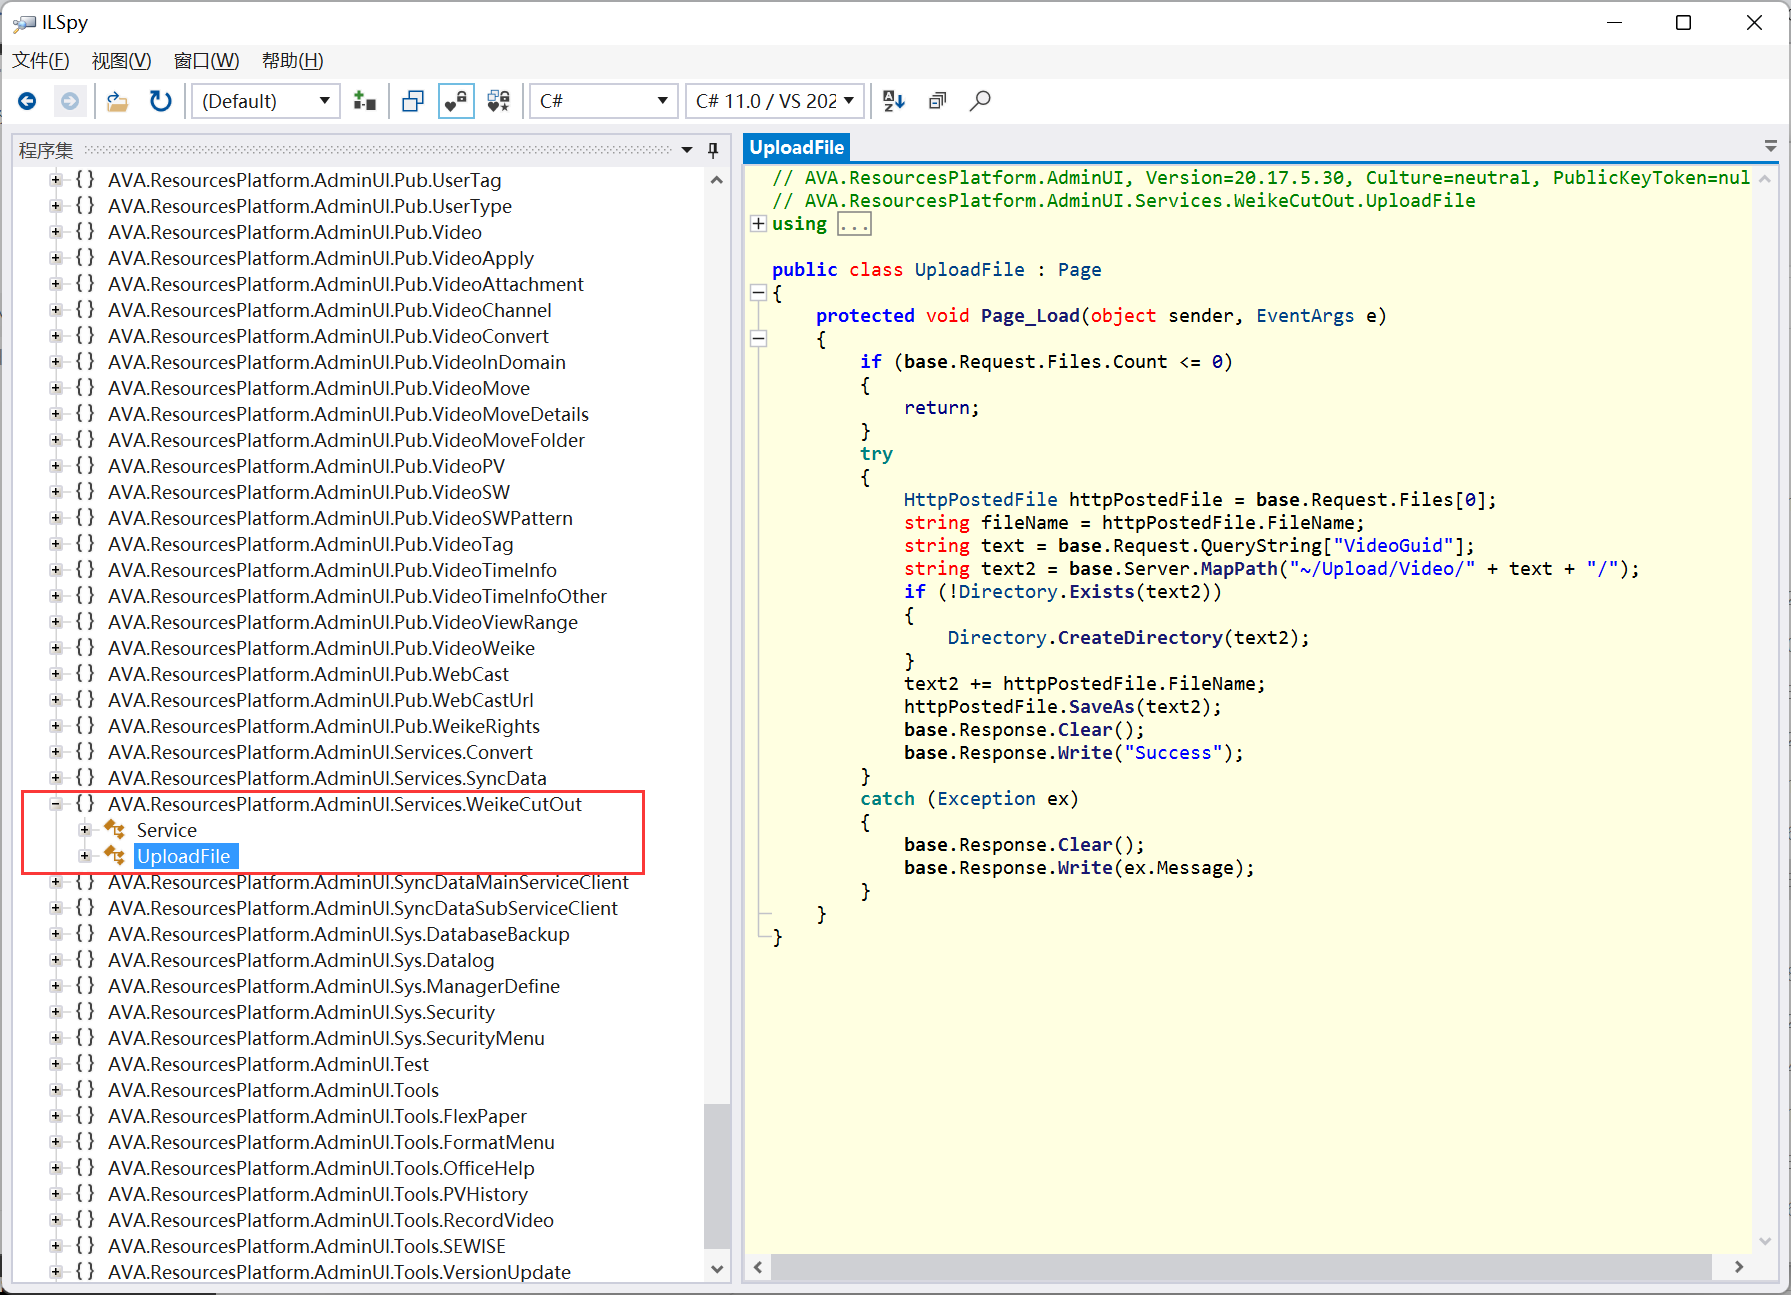 ILSpy
文件(F) 视图(V) 窗口(W) 帮助(H)
(Default) C# C# 11.0 / VS 202
程序集
AVA.ResourcesPlatform.AdminUI.Pub.UserTag
AVA.ResourcesPlatform.AdminUI.Pub.UserType
AVA.ResourcesPlatform.AdminUI.Pub.Video
AVA.ResourcesPlatform.AdminUI.Pub.VideoApply
AVA.ResourcesPlatform.AdminUI.Pub.VideoAttachment
AVA.ResourcesPlatform.AdminUI.Pub.VideoChannel
AVA.ResourcesPlatform.AdminUI.Pub.VideoConvert
AVA.ResourcesPlatform.AdminUI.Pub.VideoInDomain
AVA.ResourcesPlatform.AdminUI.Pub.VideoMove
AVA.ResourcesPlatform.AdminUI.Pub.VideoMoveDetails
AVA.ResourcesPlatform.AdminUI.Pub.VideoMoveFolder
AVA.ResourcesPlatform.AdminUI.Pub.VideoPV
AVA.ResourcesPlatform.AdminUI.Pub.VideoSW
AVA.ResourcesPlatform.AdminUI.Pub.VideoSWPattern
AVA.ResourcesPlatform.AdminUI.Pub.VideoTag
AVA.ResourcesPlatform.AdminUI.Pub.VideoTimeInfo
AVA.ResourcesPlatform.AdminUI.Pub.VideoTimeInfoOther
AVA.ResourcesPlatform.AdminUI.Pub.VideoViewRange
AVA.ResourcesPlatform.AdminUI.Pub.VideoWeike
AVA.ResourcesPlatform.AdminUI.Pub.WebCast
AVA.ResourcesPlatform.AdminUI.Pub.WebCastUrl
AVA.ResourcesPlatform.AdminUI.Pub.WeikeRights
AVA.ResourcesPlatform.AdminUI.Services.Convert
AVA.ResourcesPlatform.AdminUI.Services.SyncData
AVA.ResourcesPlatform.AdminUI.Services.WeikeCutOut
Service
UploadFile
AVA.ResourcesPlatform.AdminUI.SyncDataMainServiceClient
AVA.ResourcesPlatform.AdminUI.SyncDataSubServiceClient
AVA.ResourcesPlatform.AdminUI.Sys.DatabaseBackup
AVA.ResourcesPlatform.AdminUI.Sys.Datalog
AVA.ResourcesPlatform.AdminUI.Sys.ManagerDefine
AVA.ResourcesPlatform.AdminUI.Sys.Security
AVA.ResourcesPlatform.AdminUI.Sys.SecurityMenu
AVA.ResourcesPlatform.AdminUI.Test
AVA.ResourcesPlatform.AdminUI.Tools
AVA.ResourcesPlatform.AdminUI.Tools.FlexPaper
AVA.ResourcesPlatform.AdminUI.Tools.FormatMenu
AVA.ResourcesPlatform.AdminUI.Tools.OfficeHelp
AVA.ResourcesPlatform.AdminUI.Tools.PVHistory
AVA.ResourcesPlatform.AdminUI.Tools.RecordVideo
AVA.ResourcesPlatform.AdminUI.Tools.SEWISE
AVA.ResourcesPlatform.AdminUI.Tools.VersionUpdate
UploadFile
// AVA.ResourcesPlatform.AdminUI, Version=20.17.5.30, Culture=neutral, PublicKeyToken=nul
// AVA.ResourcesPlatform.AdminUI.Services.WeikeCutOut.UploadFile
using ...
public class UploadFile : Page
{
protected void Page_Load(object sender, EventArgs e)
{
if (base.Request.Files.Count <= 0)
{
return;
}
try
{
HttpPostedFile httpPostedFile = base.Request.Files[0];
string fileName = httpPostedFile.FileName;
string text = base.Request.QueryString["VideoGuid"];
string text2 = base.Server.MapPath("~/Upload/Video/" + text + "/");
if (!Directory.Exists(text2))
{
Directory.CreateDirectory(text2);
}
text2 += httpPostedFile.FileName;
httpPostedFile.SaveAs(text2);
base.Response.Clear();
base.Response.Write("Success");
}
catch (Exception ex)
{
base.Response.Clear();
base.Response.Write(ex.Message);
}
}
}